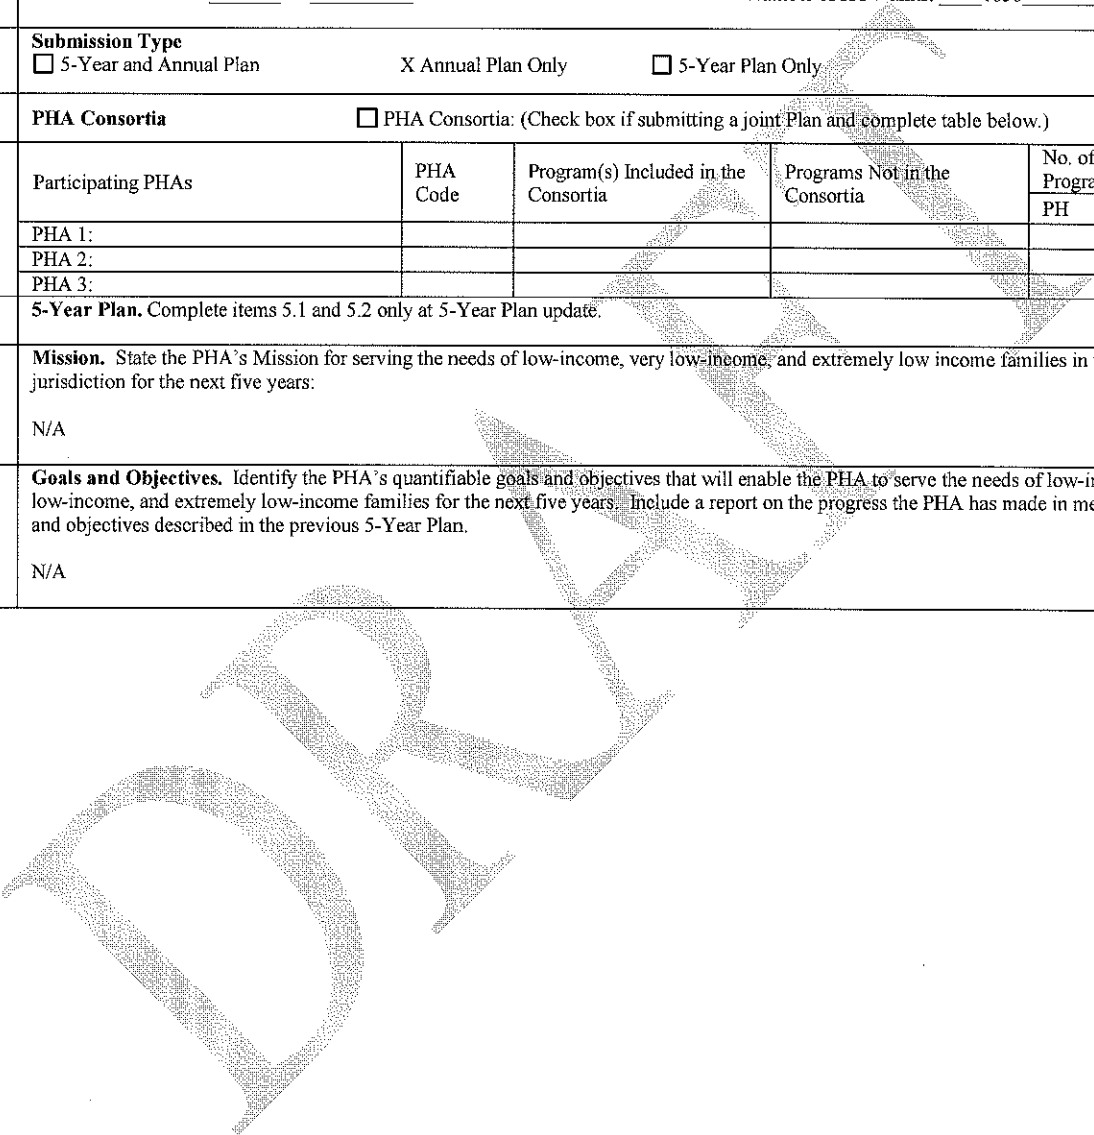 Submission Type
☐ 5-Year and Annual Plan X Annual Plan Only ☐ 5-Year Plan Only
PHA Consortia ☐ PHA Consortia: (Check box if submitting a joint Plan and complete table below.)
Participating PHAs
PHA
Code
Program(s) Included in the
Consortia
Programs Not in the
Consortia
No. of
Progra
PH
PHA 1:
PHA 2:
PHA 3:
5-Year Plan. Complete items 5.1 and 5.2 only at 5-Year Plan update.
Mission. State the PHA's Mission for serving the needs of low-income, very low-income, and extremely low income families in
jurisdiction for the next five years:
N/A
Goals and Objectives. Identify the PHA's quantifiable goals and objectives that will enable the PHA to serve the needs of low-i
low-income, and extremely low-income families for the next five years. Include a report on the progress the PHA has made in me
and objectives described in the previous 5-Year Plan.
N/A
DRAFT